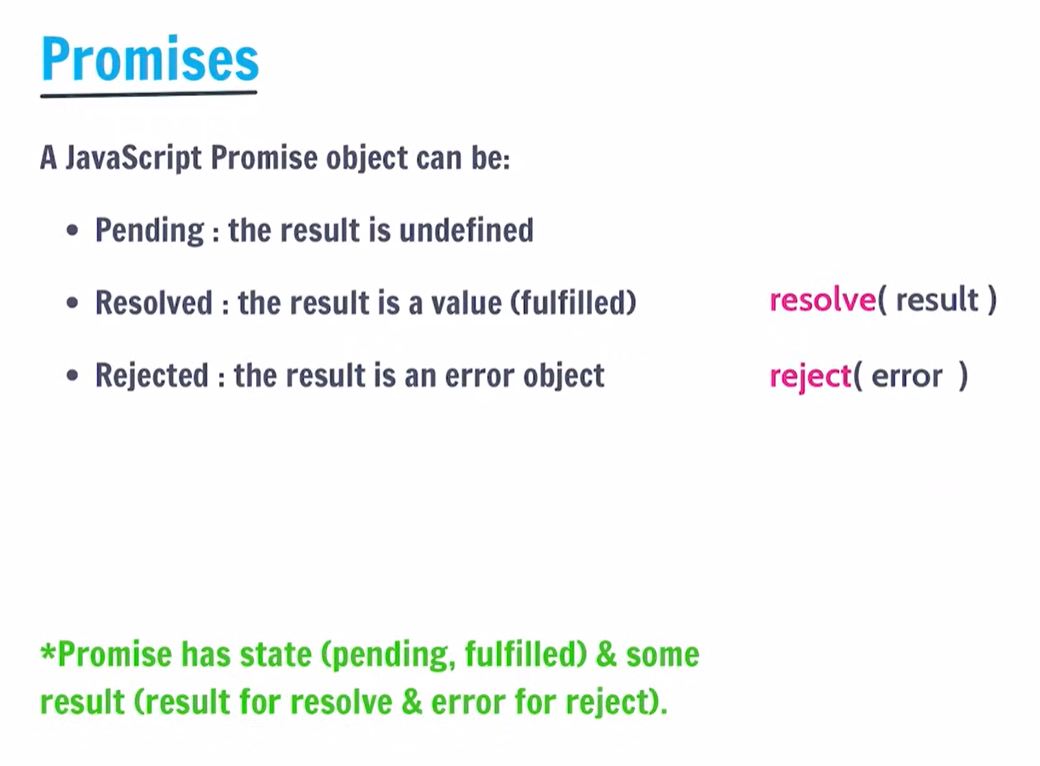 Promises
A JavaScript Promise object can be:
• Pending : the result is undefined
• Resolved : the result is a value (fulfilled) resolve( result )
• Rejected : the result is an error object reject( error )
*Promise has state (pending, fulfilled) & some
result (result for resolve & error for reject).